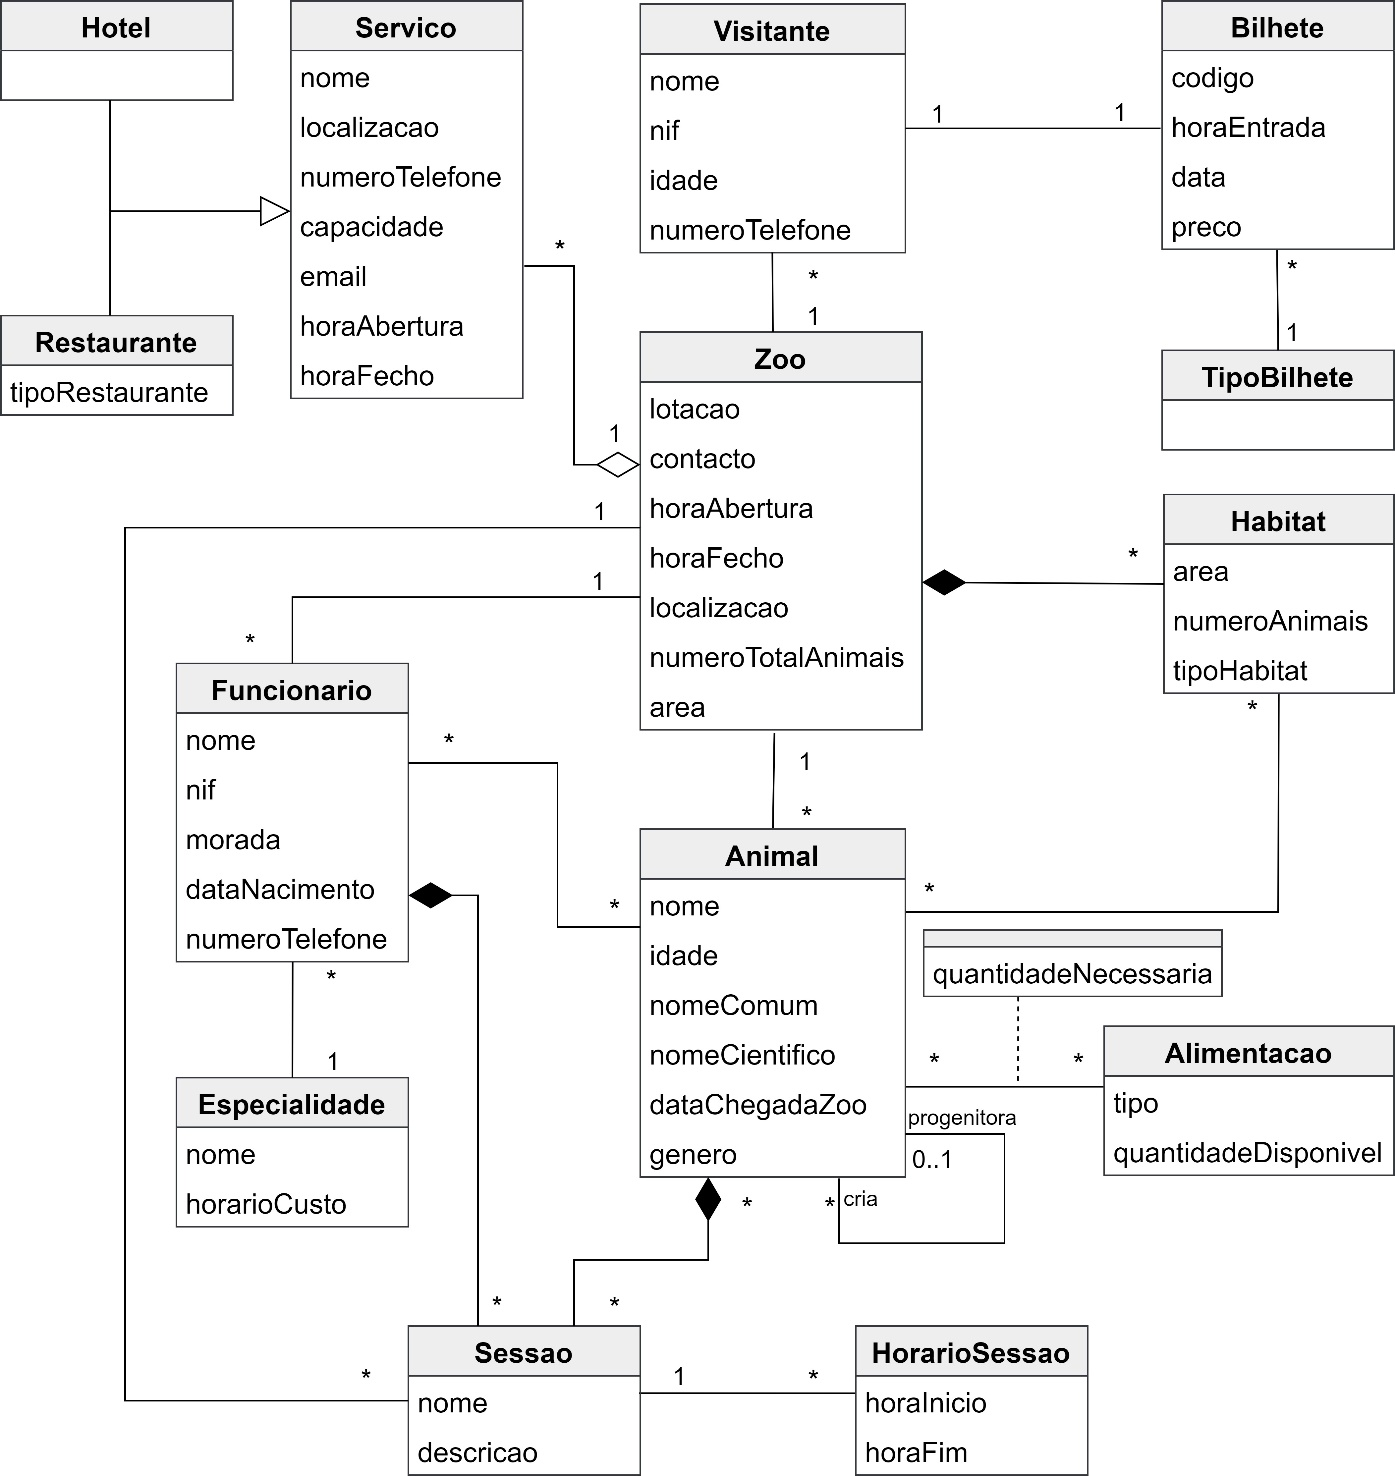 Hotel
Servico
nome
localizacao
numeroTelefone
capacidade
email
horaAbertura
horaFecho
Restaurante
tipoRestaurante
Visitante
nome
nif
idade
numeroTelefone
1
1
Bilhete
codigo
horaEntrada
data
preco
*
1
TipoBilhete
*
1
*
1
Zoo
lotacao
contacto
horaAbertura
horaFecho
localizacao
numeroTotalAnimais
area
1
1
*
*
Habitat
area
numeroAnimais
tipoHabitat
*
Funcionario
nome
nif
morada
dataNacimento
numeroTelefone
*
*
1
*
Animal
nome
idade
nomeComum
nomeCientifico
dataChegadaZoo
genero
*
quantidadeNecessaria
*
*
Alimentacao
tipo
quantidadeDisponivel
progenitora
0..1
*
*
cria
*
1
Especialidade
nome
horarioCusto
*
*
*
Sessao
nome
descricao
1
*
HorarioSessao
horaInicio
horaFim